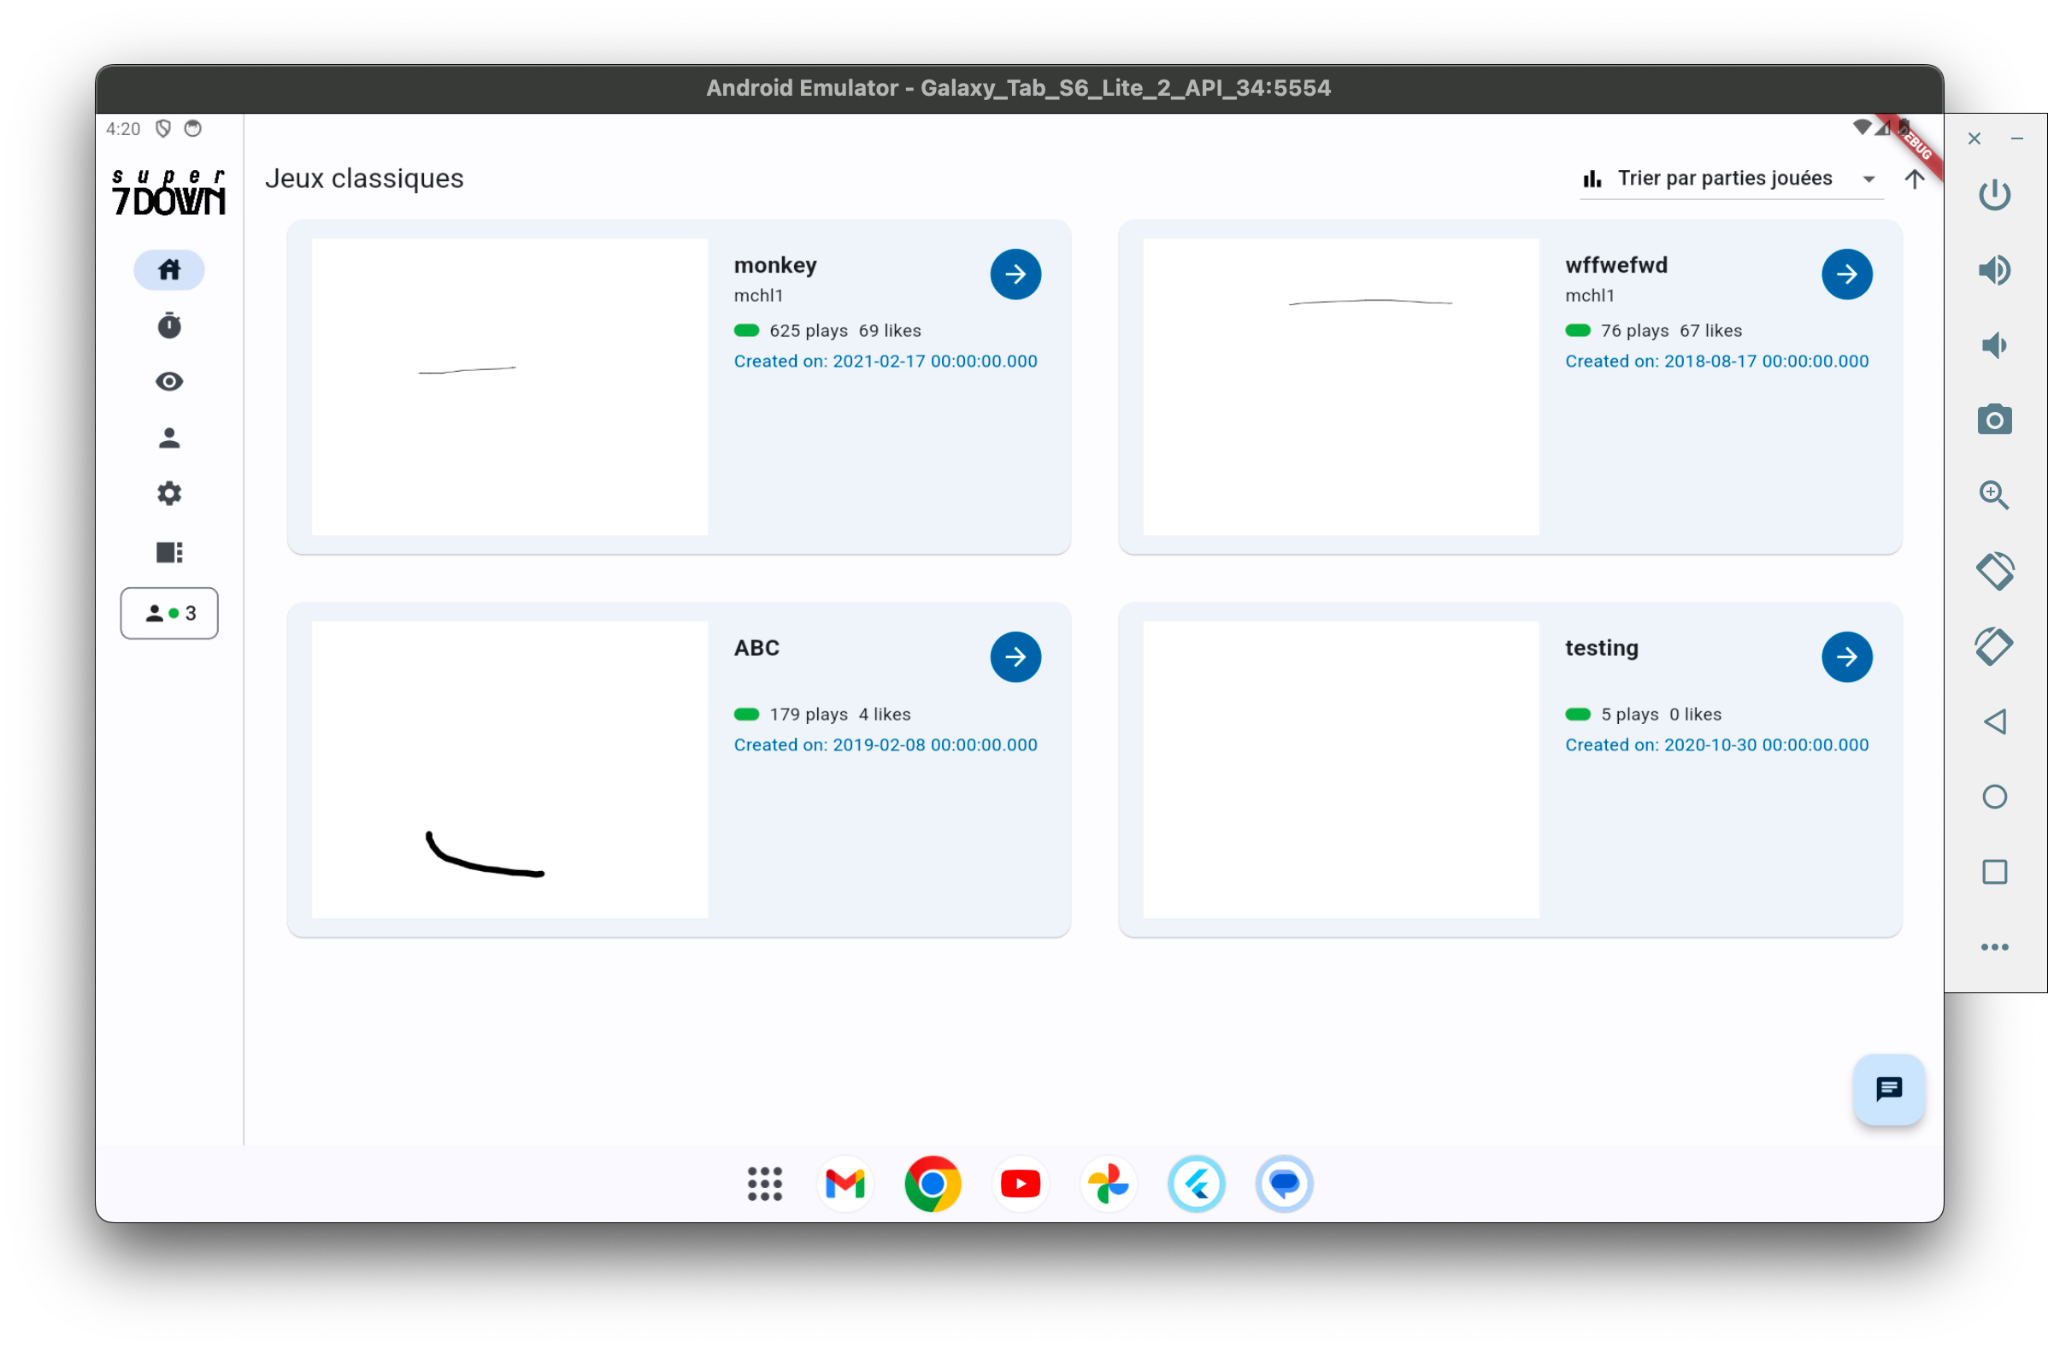 Android Emulator - Galaxy_Tab_S6_Lite_2_API_34:5554
4:20
DEBUG
super
7DOWN
Jeux classiques
Trier par parties jouées
monkey
mchl1
625 plays 69 likes
Created on: 2021-02-17 00:00:00.000
wffwefwd
mchl1
76 plays 67 likes
Created on: 2018-08-17 00:00:00.000
3
ABC
179 plays 4 likes
Created on: 2019-02-08 00:00:00.000
testing
5 plays 0 likes
Created on: 2020-10-30 00:00:00.000